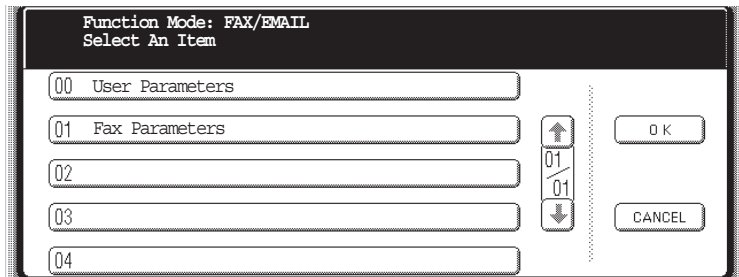 Function Mode: FAX/EMAIL
Select An Item
00 User Parameters
01 Fax Parameters
02
03
04
01
01
OK
CANCEL